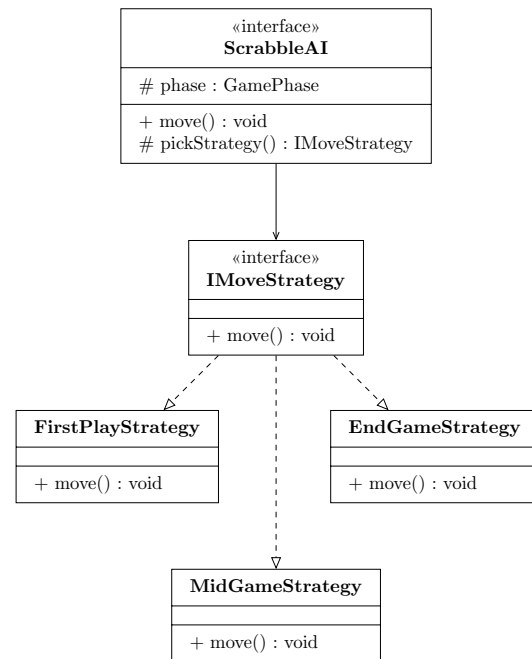 «interface»
ScrabbleAI
# phase : GamePhase
+ move() : void
# pickStrategy() : IMoveStrategy
«interface»
IMoveStrategy
+ move() : void
FirstPlayStrategy
+ move() : void
EndGameStrategy
+ move() : void
MidGameStrategy
+ move() : void